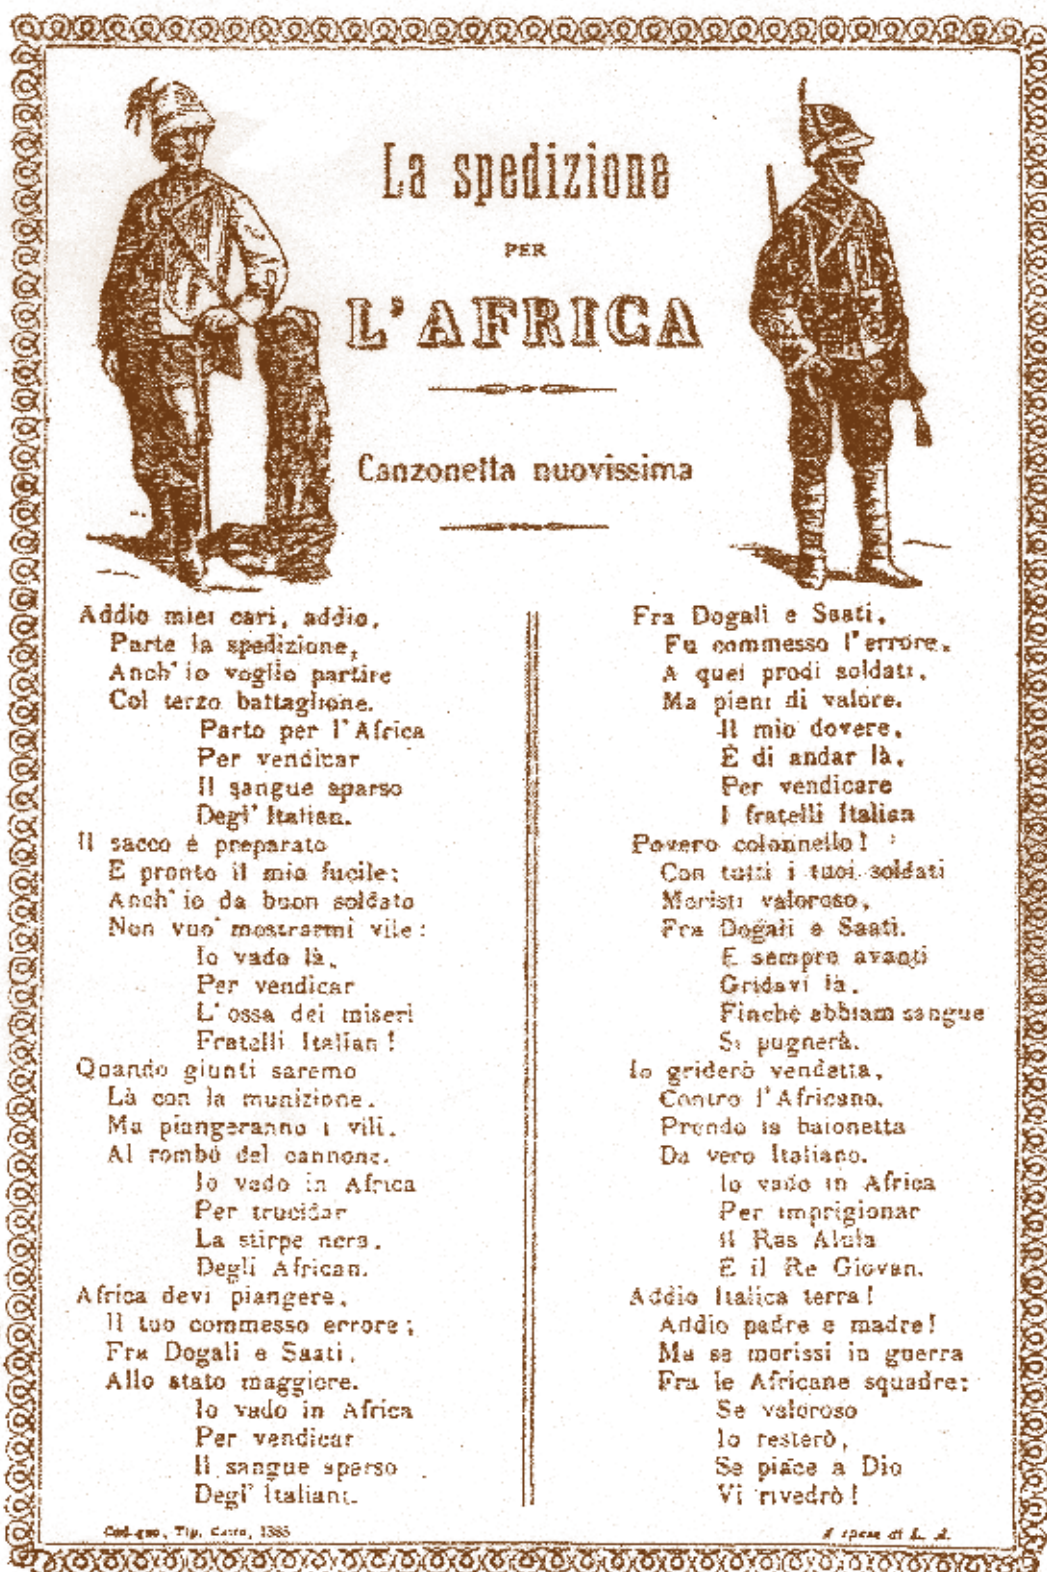 La spedizione
PER
L'AFRICA
Canzonetta nuovissima
Addio miei cari, addio,
Parte la spedizione,
Anch' io voglio partire
Col terzo battaglione.
Parto per l'Africa
Per vendicar
Il sangue sparso
Degl' Italian.
Il sacco è preparato
E pronto il mio fucile;
Anch' io da buon soldato
Non vuo' mostrarmi vile:
Io vado là,
Per vendicar
L' ossa dei miseri
Fratelli Italian!
Quando giunti saremo
Là con la munizione,
Ma piangeranno i vili,
Al rombo del cannone.
Io vado in Africa
Per trucidar
La stirpe nera,
Degli African.
Africa devi piangere,
Il tuo commesso errore;
Fra Dogali e Saati,
Allo stato maggiore.
Io vado in Africa
Per vendicar
Il sangue sparso
Degl' Italiani.
Fra Dogali e Saati,
Fu commesso l'errore,
A quei prodi soldati,
Ma pieni di valore.
Il mio dovere,
È di andar là,
Per vendicare
I fratelli Italian
Povero colonnello!
Con tutti i tuoi soldati
Moristi valoroso,
Fra Dogali e Saati.
E sempre avanti
Gridavi là,
Finchè abbiam sangue
Si pugnerà.
Io griderò vendetta,
Contro l'Africano,
Prendo la baionetta
Da vero Italiano.
Io vado in Africa
Per imprigionar
Il Ras Alula
E il Re Giovan.
Addio Italica terra!
Addio padre e madre!
Ma se morissi in guerra
Fra le Africane squadre;
Se valoroso
Io resterò,
Se piace a Dio
Vi rivedrò!
Tip.
A spese di L. A.